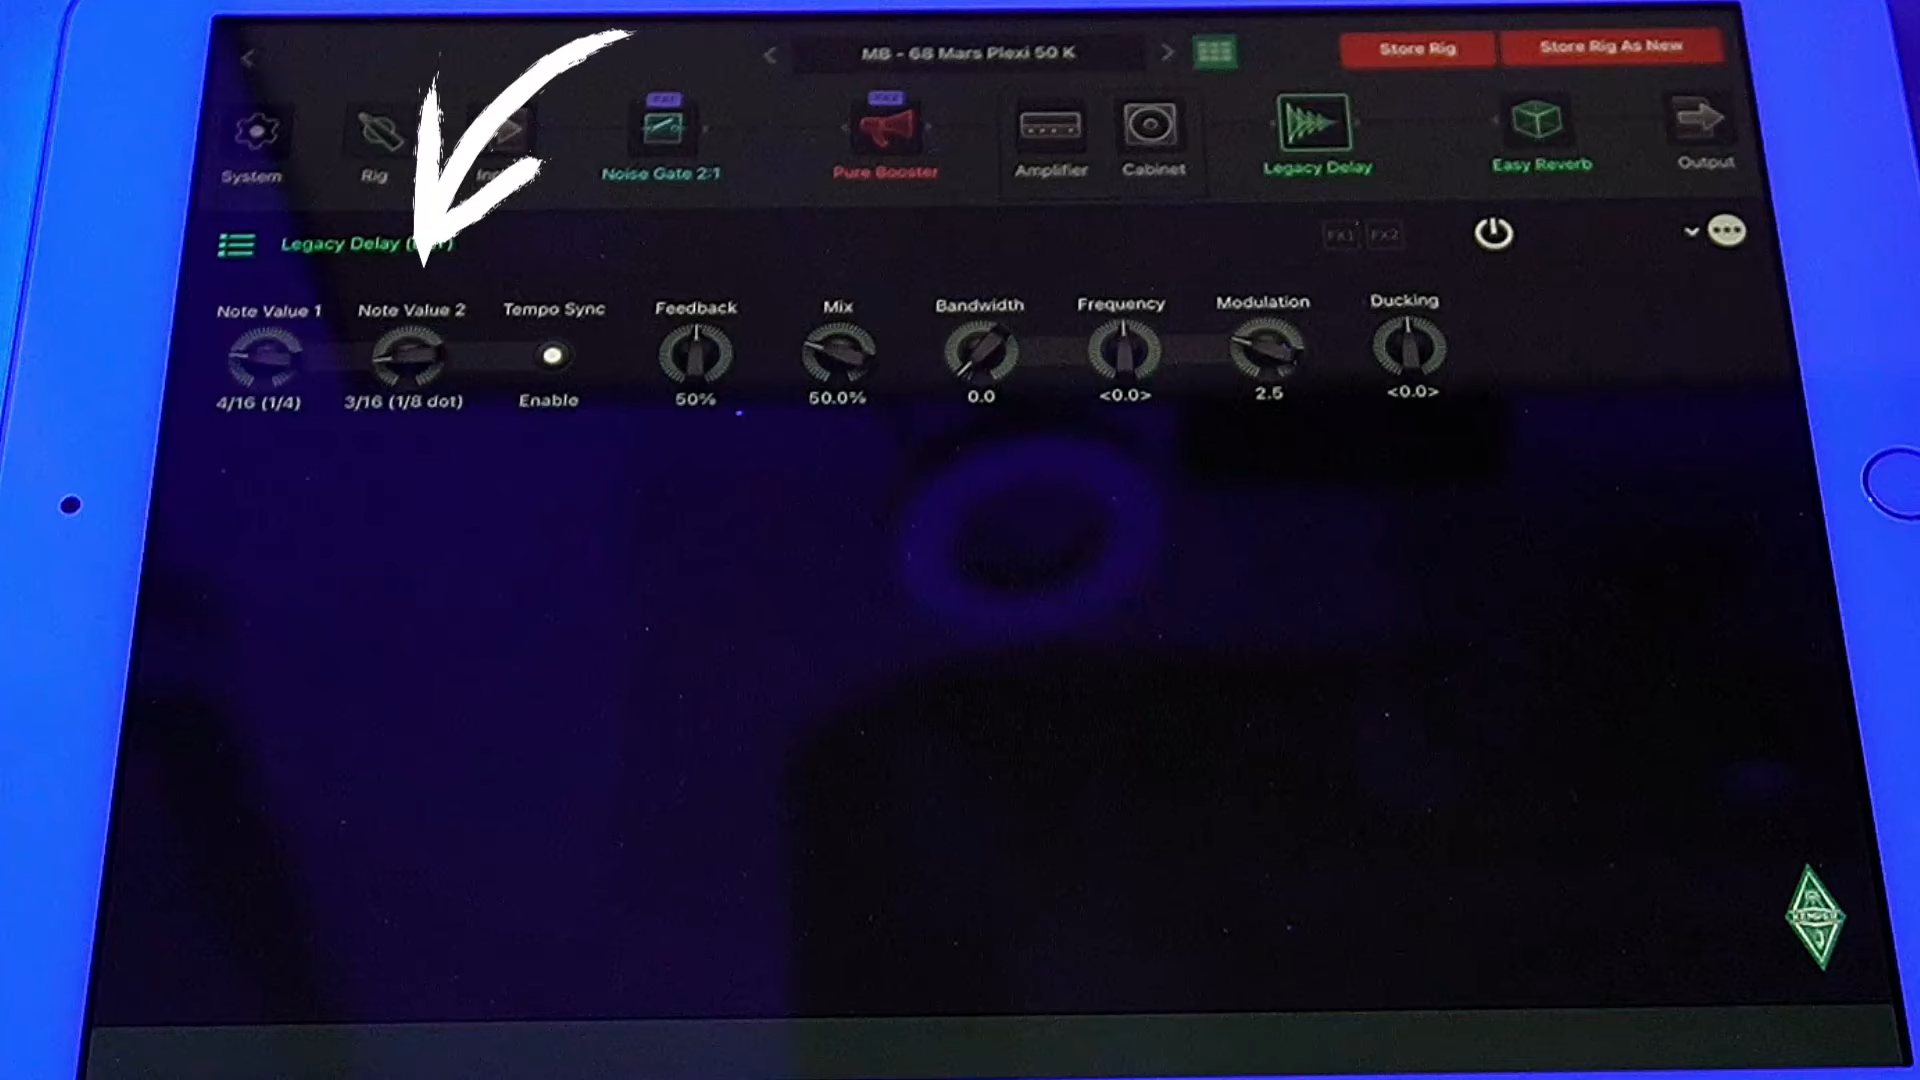 MB - 68 Mars Plexi 50 K
Store Rig
Store Rig As New
System
Rig
Noise Gate 2:1
Pure Booster
Amplifier
Cabinet
Legacy Delay
Easy Reverb
Output
Legacy Delay
FX1
FX2
Note Value 1
Note Value 2
Tempo Sync
Feedback
Mix
Bandwidth
Frequency
Modulation
Ducking
4/16 (1/4)
3/16 (1/8 dot)
Enable
50%
50.0%
0.0
<0.0>
2.5
<0.0>
KEMPER